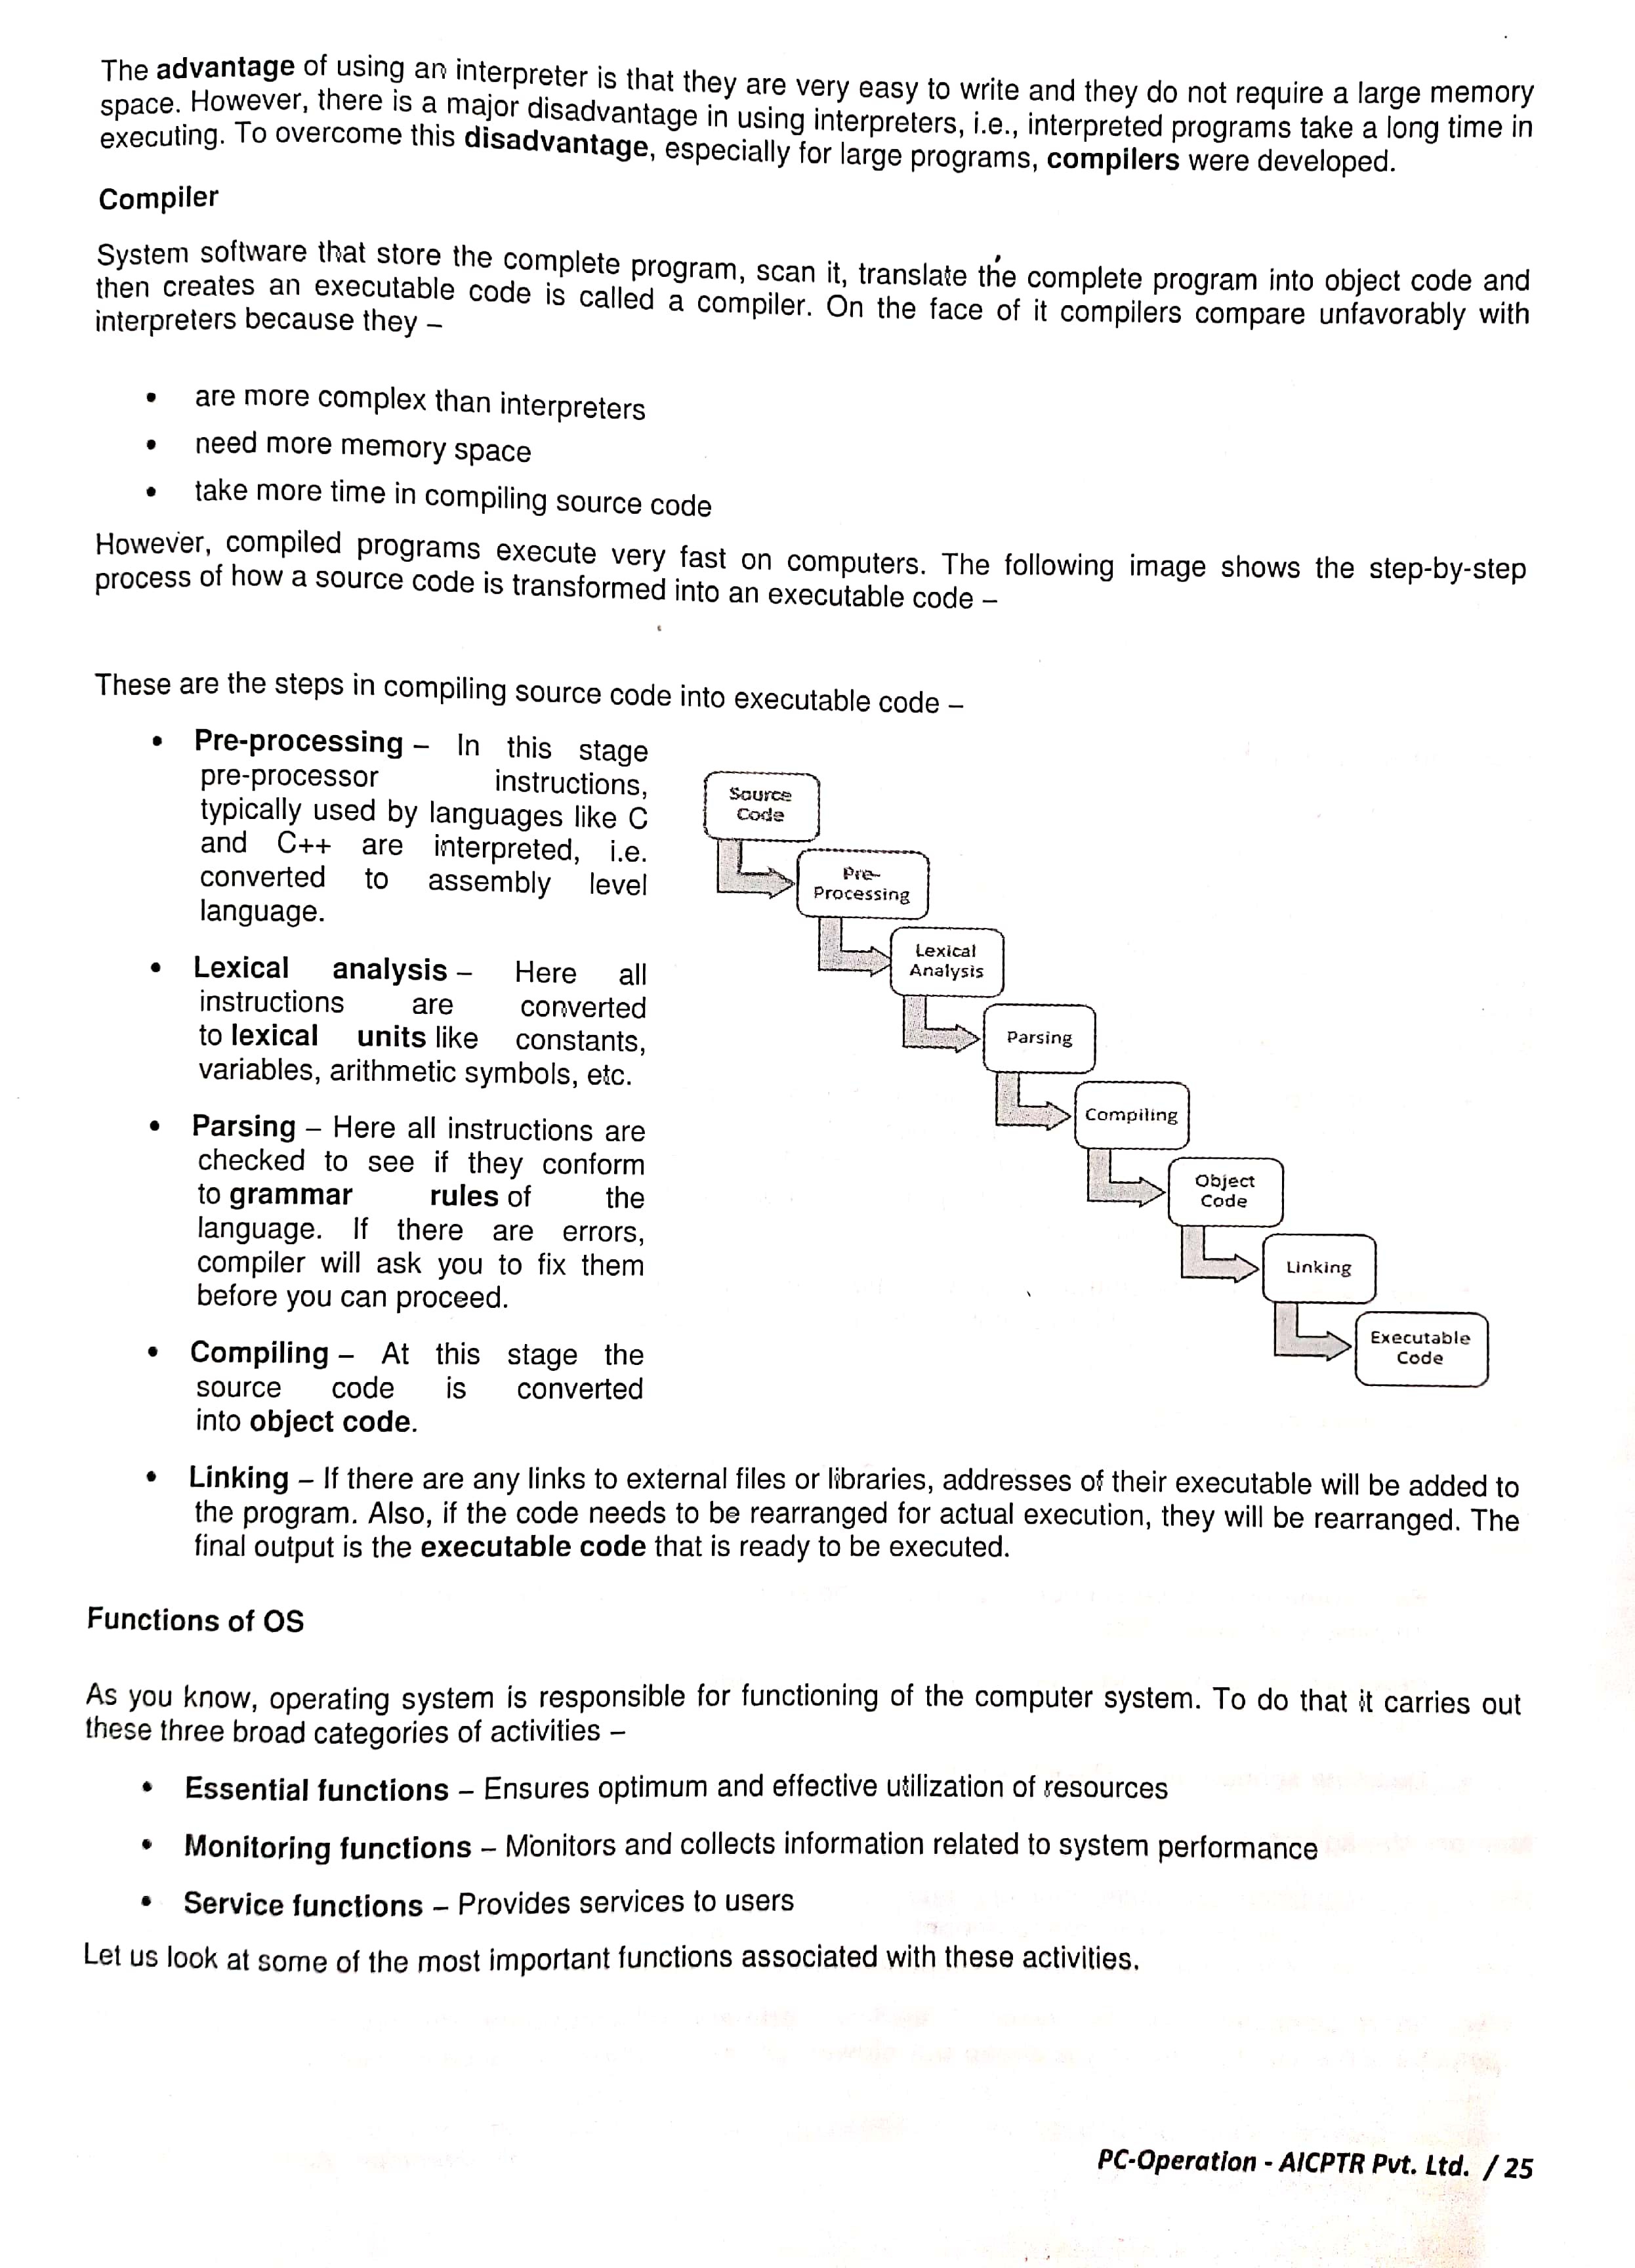 The advantage of using an interpreter is that they are very easy to write and they do not require a large memory
space. However, there is a major disadvantage in using interpreters, i.e., interpreted programs take a long time in
executing. To overcome this disadvantage, especially for large programs, compilers were developed.
Compiler
System software that store the complete program, scan it, translate the complete program into object code and
then creates an executable code is called a compiler. On the face of it compilers compare unfavorably with
interpreters because they –
• are more complex than interpreters
• need more memory space
• take more time in compiling source code
However, compiled programs execute very fast on computers. The following image shows the step-by-step
process of how a source code is transformed into an executable code –
These are the steps in compiling source code into executable code –
• Pre-processing – In this stage
pre-processor instructions,
typically used by languages like C
and C++ are interpreted, i.e.
converted to assembly level
language.
• Lexical analysis – Here all
instructions are converted
to lexical units like constants,
variables, arithmetic symbols, etc.
• Parsing – Here all instructions are
checked to see if they conform
to grammar rules of the
language. If there are errors,
compiler will ask you to fix them
before you can proceed.
• Compiling – At this stage the
source code is converted
into object code.
Source
Code
Pre-
Processing
Lexical
Analysis
Parsing
Compiling
Object
Code
Linking
Executable
Code
• Linking – If there are any links to external files or libraries, addresses of their executable will be added to
the program. Also, if the code needs to be rearranged for actual execution, they will be rearranged. The
final output is the executable code that is ready to be executed.
Functions of OS
As you know, operating system is responsible for functioning of the computer system. To do that it carries out
these three broad categories of activities –
• Essential functions – Ensures optimum and effective utilization of resources
• Monitoring functions – Monitors and collects information related to system performance
• Service functions – Provides services to users
Let us look at some of the most important functions associated with these activities.
PC-Operation - AICPTR Pvt. Ltd. / 25